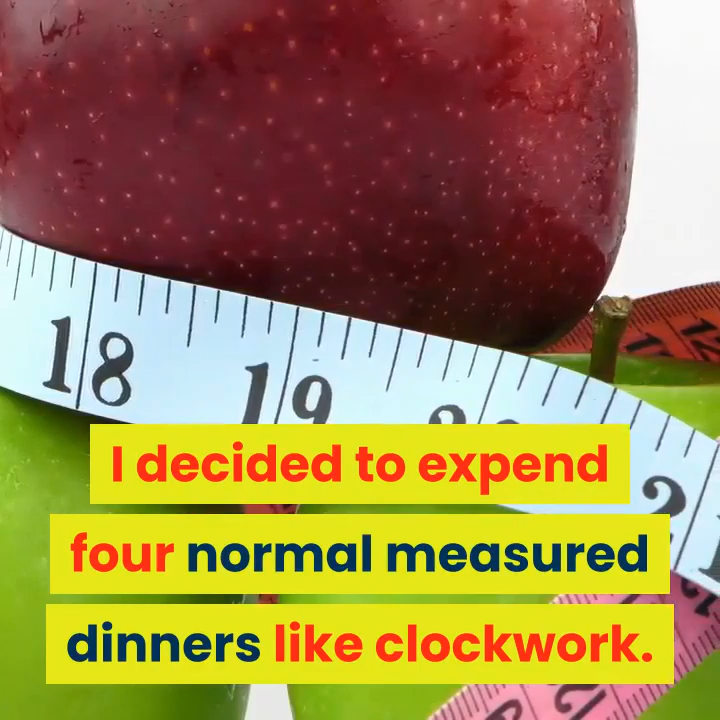 18 19
I decided to expend
four normal measured
dinners like clockwork.